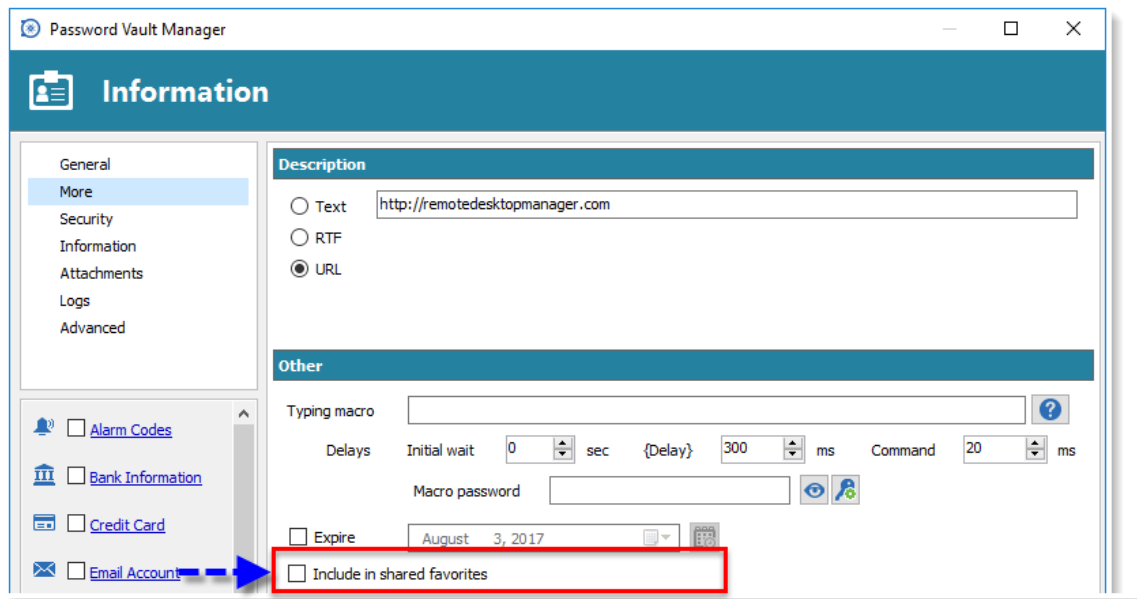 Password Vault Manager
Information
General
More
Security
Information
Attachments
Logs
Advanced
Alarm Codes
Bank Information
Credit Card
Email Account
Description
Text http://remotedesktopmanager.com
RTF
URL
Other
Typing macro ?
Delays Initial wait 0 sec {Delay} 300 ms Command 20 ms
Macro password
Expire August 3, 2017
Include in shared favorites